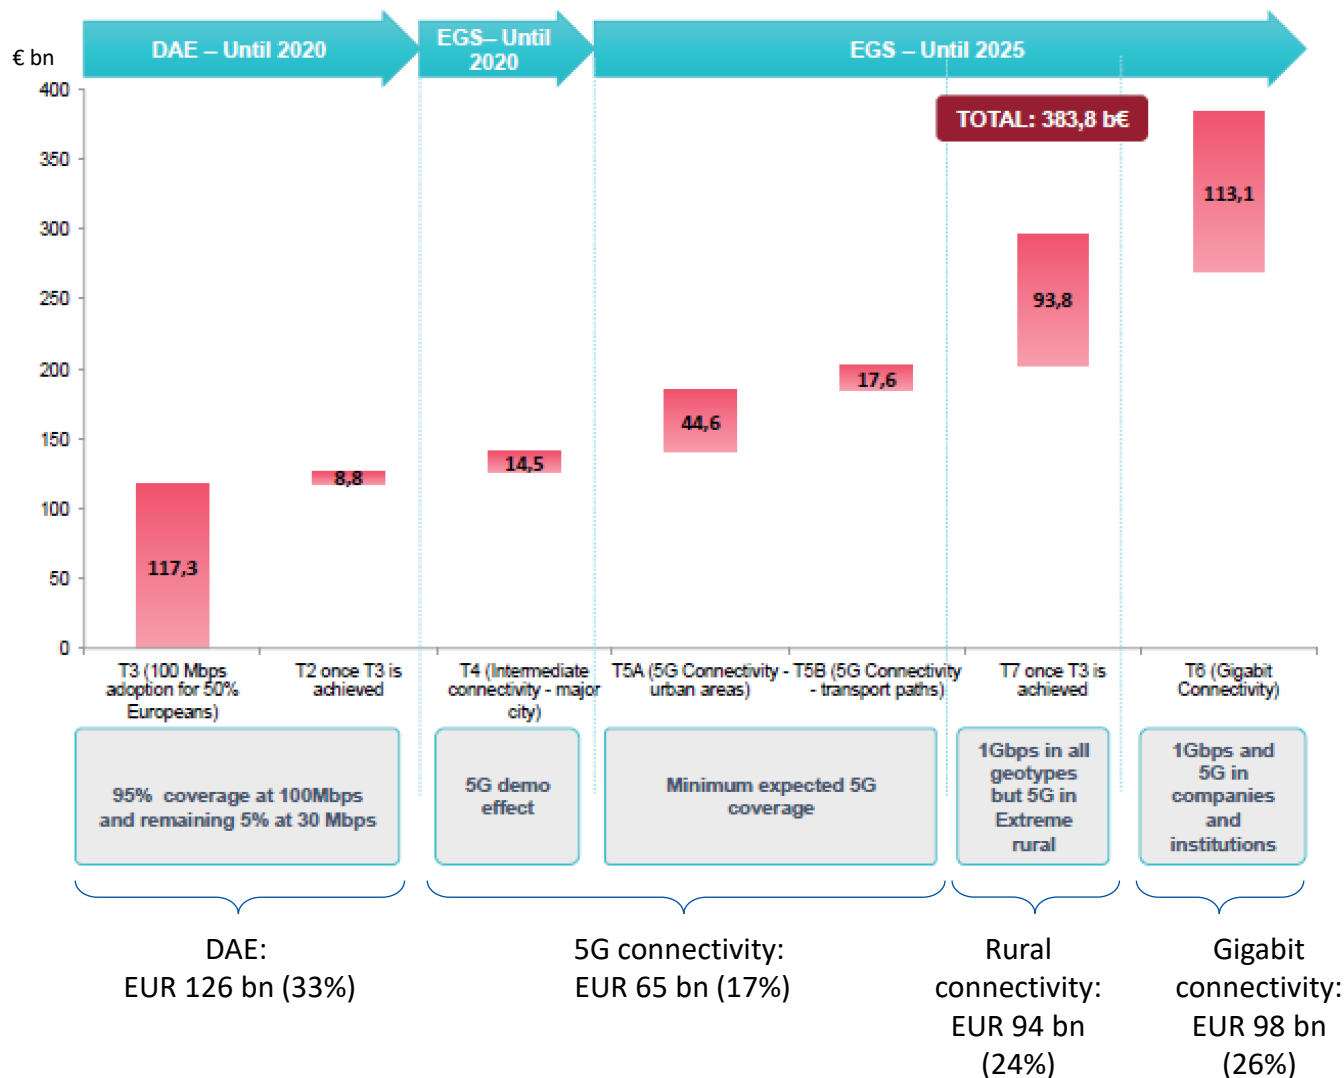 DAE – Until 2020
EGS– Until
2020
EGS – Until 2025
€ bn
TOTAL: 383,8 b€
400
350
300
250
200
150
100
50
0
117,3
8,8
14,5
44,6
17,6
93,8
113,1
T3 (100 Mbps
adoption for 50%
Europeans)
T2 once T3 is
achieved
T4 (Intermediate
connectivity - major
city)
T5A (5G Connectivity -
urban areas)
T5B (5G Connectivity
- transport paths)
T7 once T3 is
achieved
T6 (Gigabit
Connectivity)
95% coverage at 100Mbps
and remaining 5% at 30 Mbps
5G demo
effect
Minimum expected 5G
coverage
1Gbps in all
geotypes
but 5G in
Extreme
rural
1Gbps and
5G in
companies
and
institutions
DAE:
EUR 126 bn (33%)
5G connectivity:
EUR 65 bn (17%)
Rural
connectivity:
EUR 94 bn
(24%)
Gigabit
connectivity:
EUR 98 bn
(26%)